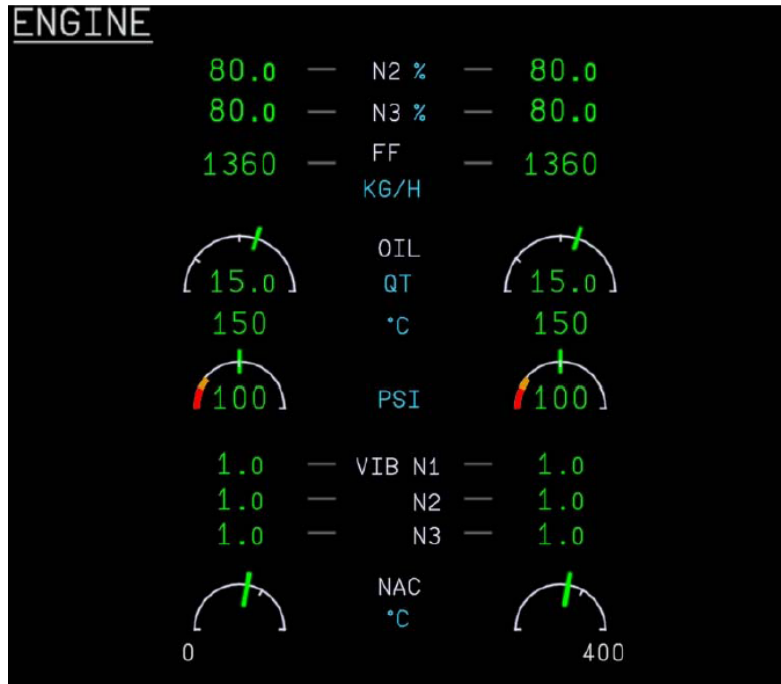 ENGINE
80.0 — N2 % — 80.0
80.0 — N3 % — 80.0
1360 — FF — 1360
KG/H
OIL
15.0 QT 15.0
150 °C 150
100 PSI 100
1.0 — VIB N1 — 1.0
1.0 — N2 — 1.0
1.0 — N3 — 1.0
NAC
°C
0 400